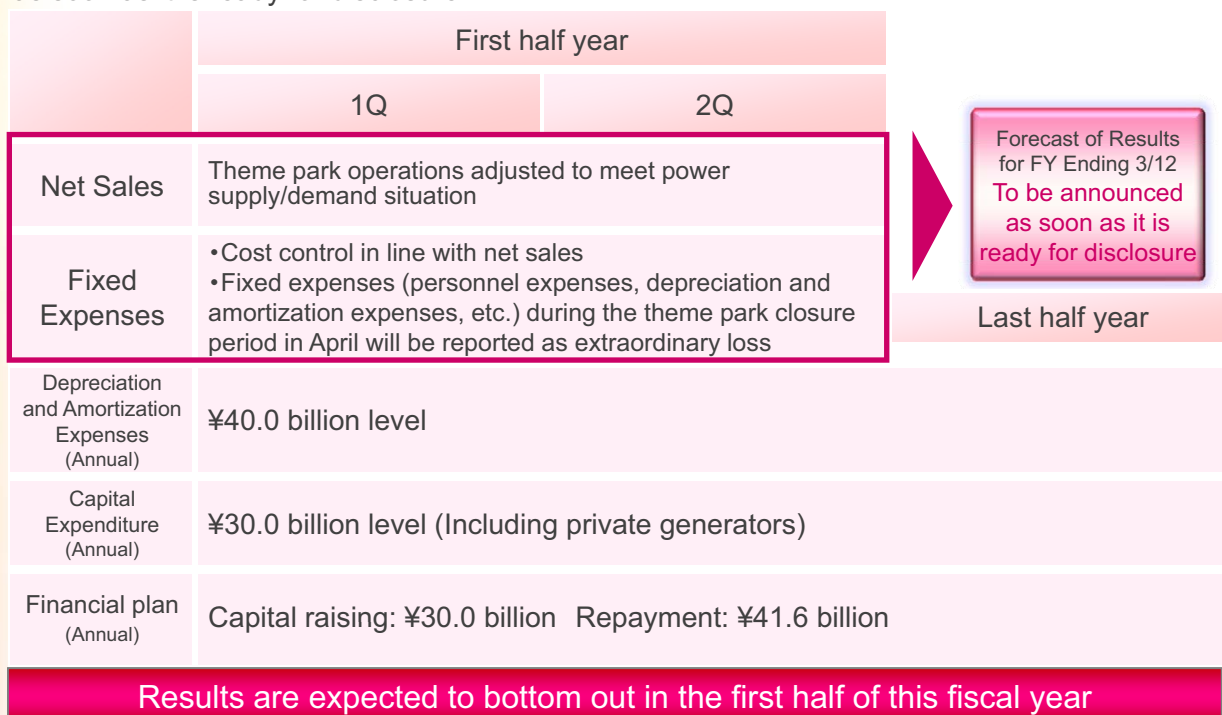 First half year
1Q
2Q
Net Sales
Theme park operations adjusted to meet power
supply/demand situation
Fixed
Expenses
•Cost control in line with net sales
•Fixed expenses (personnel expenses, depreciation and
amortization expenses, etc.) during the theme park closure
period in April will be reported as extraordinary loss
Forecast of Results
for FY Ending 3/12
To be announced
as soon as it is
ready for disclosure
Last half year
Depreciation
and Amortization
Expenses
(Annual)
¥40.0 billion level
Capital
Expenditure
(Annual)
¥30.0 billion level (Including private generators)
Financial plan
(Annual)
Capital raising: ¥30.0 billion Repayment: ¥41.6 billion
Results are expected to bottom out in the first half of this fiscal year